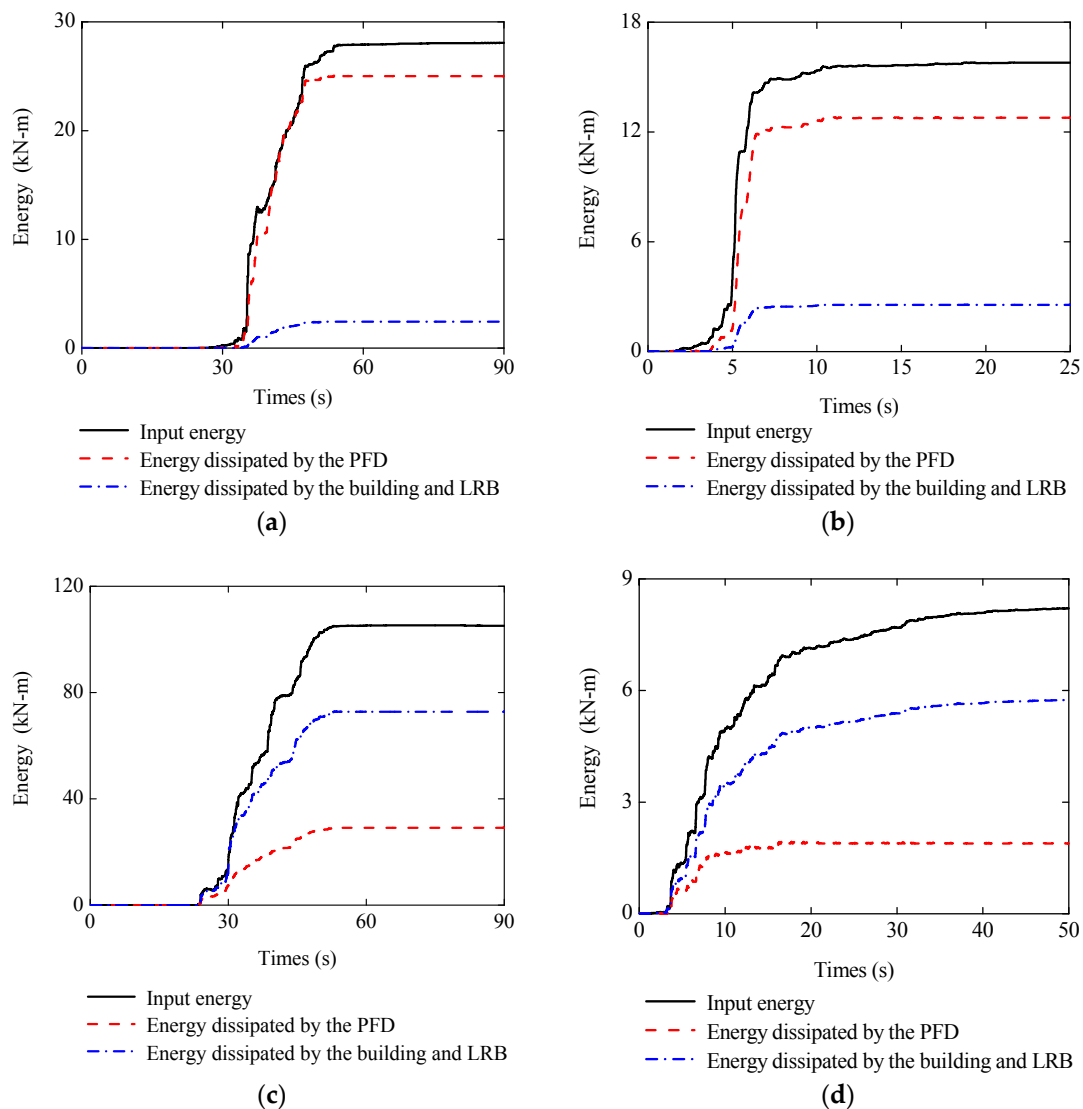 30
20
10
0
Energy (kN-m)
0 30 60 90
Times (s)
Input energy
Energy dissipated by the PFD
Energy dissipated by the building and LRB
(a)
18
12
6
0
Energy (kN-m)
0 5 10 15 20 25
Times (s)
Input energy
Energy dissipated by the PFD
Energy dissipated by the building and LRB
(b)
120
80
40
0
Energy (kN-m)
0 30 60 90
Times (s)
Input energy
Energy dissipated by the PFD
Energy dissipated by the building and LRB
(c)
9
6
3
0
Energy (kN-m)
0 10 20 30 40 50
Times (s)
Input energy
Energy dissipated by the PFD
Energy dissipated by the building and LRB
(d)